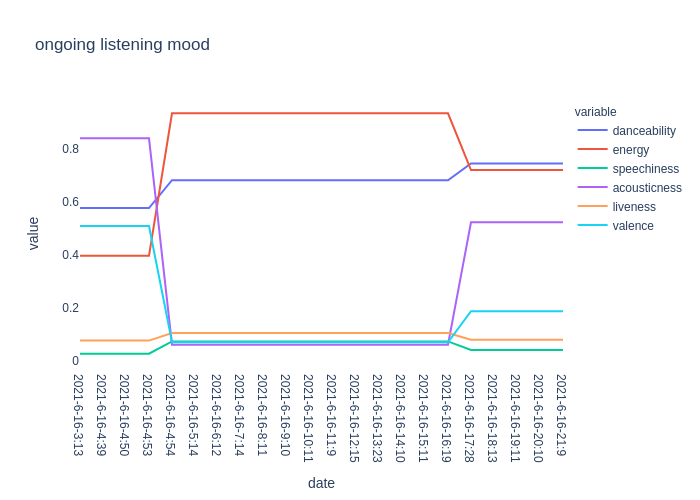 ongoing listening mood
variable
danceability
energy
speechiness
acousticness
liveness
valence
value
0.8
0.6
0.4
0.2
0
2021-6-16-3:13
2021-6-16-4:39
2021-6-16-4:50
2021-6-16-4:53
2021-6-16-4:54
2021-6-16-5:14
2021-6-16-6:12
2021-6-16-7:14
2021-6-16-8:11
2021-6-16-9:10
2021-6-16-10:11
2021-6-16-11:9
2021-6-16-12:15
2021-6-16-13:23
2021-6-16-14:10
2021-6-16-15:11
2021-6-16-16:19
2021-6-16-17:28
2021-6-16-18:13
2021-6-16-19:11
2021-6-16-20:10
2021-6-16-21:9
date